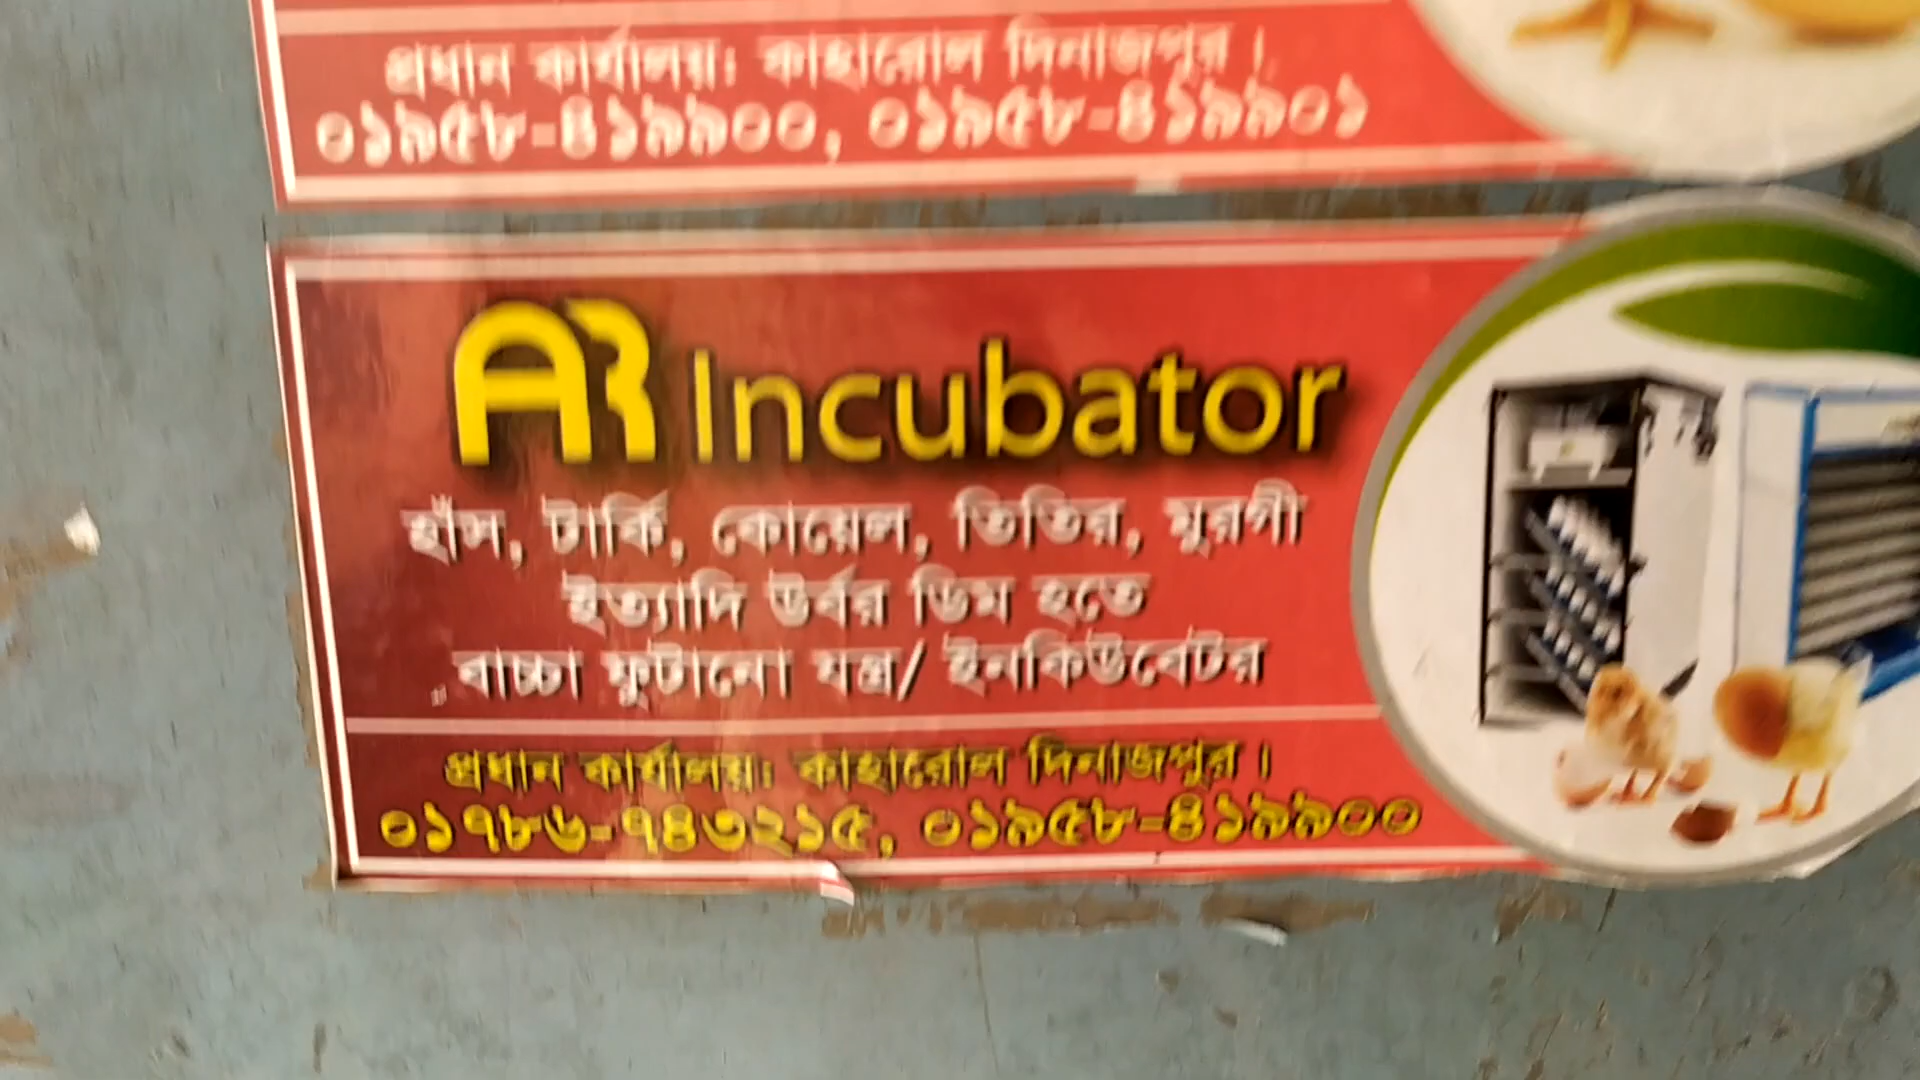 প্রধান কার্যালয়ঃ কাহারোল দিনাজপুর।
০১৯৫৮-৪১৯৯০০, ০১৯৫৮-৪১৯৯০১
AR Incubator
হাঁস, টার্কি, কোয়েল, তিতির, মুরগী
ইত্যাদি উর্বর ডিম হতে
বাচ্চা ফুটানো যন্ত্র/ ইনকিউবেটর
প্রধান কার্যালয়ঃ কাহারোল দিনাজপুর।
০১৭৮৬-৭৪৩২১৫, ০১৯৫৮-৪১৯৯০০